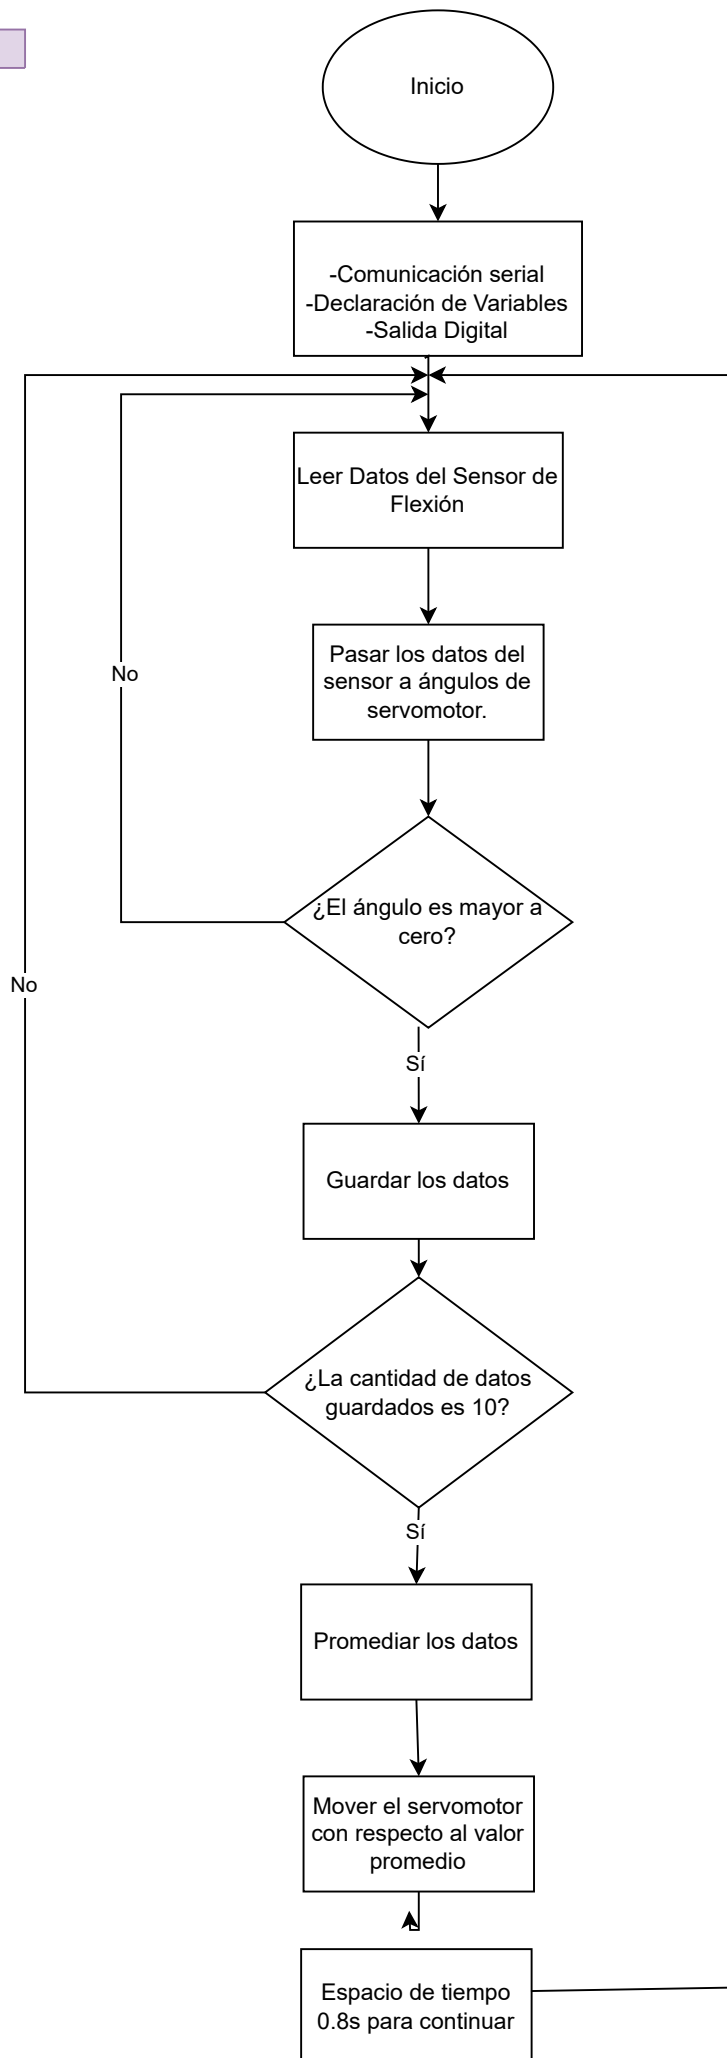 Inicio
-Comunicación serial
-Declaración de Variables
-Salida Digital
Leer Datos del Sensor de
Flexión
Pasar los datos del
sensor a ángulos de
servomotor.
No
¿El ángulo es mayor a
cero?
No
Sí
Guardar los datos
¿La cantidad de datos
guardados es 10?
Sí
Promediar los datos
Mover el servomotor
con respecto al valor
promedio
Espacio de tiempo
0.8s para continuar